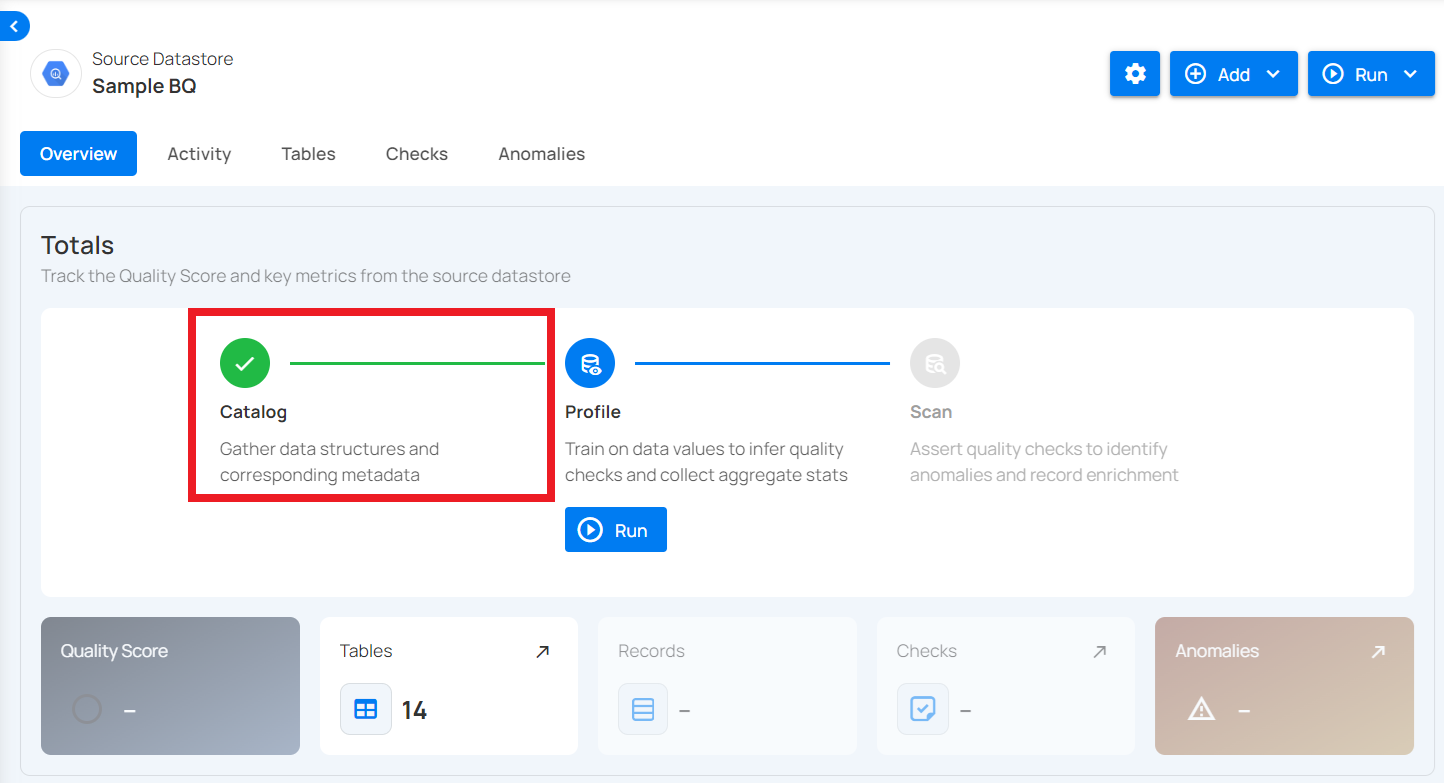 Source Datastore
Sample BQ
Add
Run
Overview
Activity
Tables
Checks
Anomalies
Totals
Track the Quality Score and key metrics from the source datastore
Catalog
Gather data structures and
corresponding metadata
Profile
Train on data values to infer quality
checks and collect aggregate stats
Run
Scan
Assert quality checks to identify
anomalies and record enrichment
Quality Score
–
Tables
14
Records
–
Checks
–
Anomalies
–